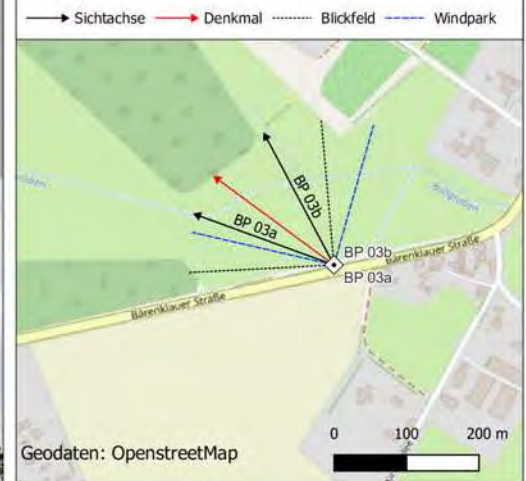 Sichtachse Denkmal Blickfeld Windpark
BP 03b
BP 03a
BP 03b
BP 03a
Bärenklauer Straße
Bärenklauer Straße
Geodaten: OpenstreetMap
0 100 200 m